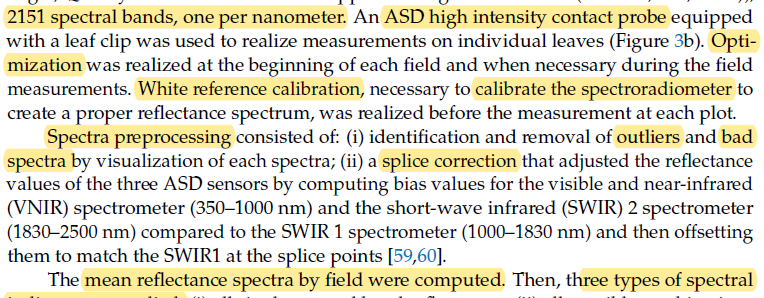 2151 spectral bands, one per nanometer. An ASD high intensity contact probe equipped
with a leaf clip was used to realize measurements on individual leaves (Figure 3b). Opti-
mization was realized at the beginning of each field and when necessary during the field
measurements. White reference calibration, necessary to calibrate the spectroradiometer to
create a proper reflectance spectrum, was realized before the measurement at each plot.
Spectra preprocessing consisted of: (i) identification and removal of outliers and bad
spectra by visualization of each spectra; (ii) a splice correction that adjusted the reflectance
values of the three ASD sensors by computing bias values for the visible and near-infrared
(VNIR) spectrometer (350–1000 nm) and the short-wave infrared (SWIR) 2 spectrometer
(1830–2500 nm) compared to the SWIR 1 spectrometer (1000–1830 nm) and then offsetting
them to match the SWIR1 at the splice points [59,60].
The mean reflectance spectra by field were computed. Then, three types of spectral